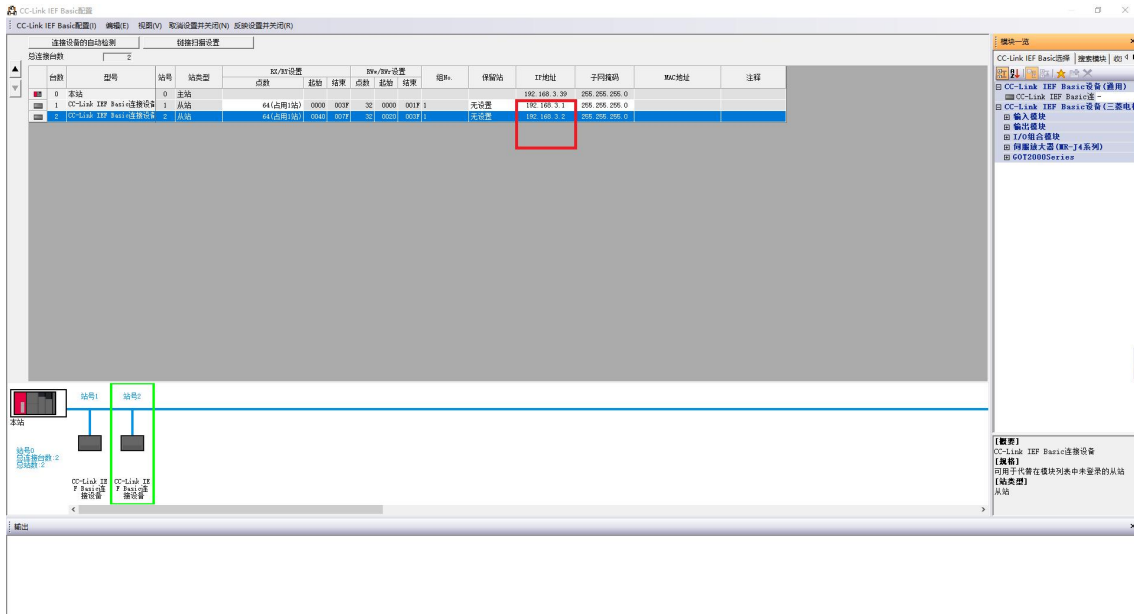 CC-Link IEF Basic配置
CC-Link IEF Basic配置(I) 编辑(E) 视图(V) 取消设置并关闭(N) 反映设置并关闭(R)
连接设备的自动检测 链接扫描设置
总连接台数 2
台数 型号 站号 站类型 RX/RY设置 RWw/RWr设置 组No. 保留站 IP地址 子网掩码 MAC地址 注释
点数 起始 结束 点数 起始 结束
0 本站 0 主站 192.168.3.39 255.255.255.0
1 CC-Link IEF Basic连接设备 1 从站 64(占用1站) 0000 003F 32 0000 001F 1 无设置 192.168.3.1 255.255.255.0
2 CC-Link IEF Basic连接设备 2 从站 64(占用1站) 0040 007F 32 0020 003F 1 无设置 192.168.3.2 255.255.255.0
站号1 站号2
本站
站号0
总连接台数:2
总站数:2
CC-Link IE
F Basic连
接设备
CC-Link IE
F Basic连
接设备
输出
模块一览
CC-Link IEF Basic选择 搜索模块
CC-Link IEF Basic设备(通用)
CC-Link IEF Basic连
CC-Link IEF Basic设备(三菱电
输入模块
输出模块
I/O组合模块
伺服放大器(MR-J4系列)
GOT2000Series
[概要]
CC-Link IEF Basic连接设备
[规格]
可用于代替在模块列表中未登录的从站
[站类型]
从站